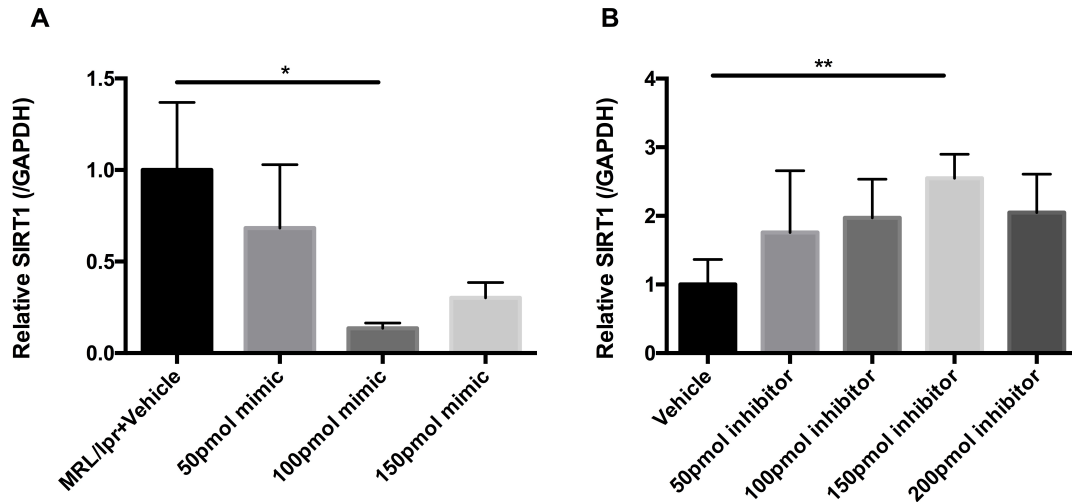 A
Relative SIRT1 (/GAPDH)
1.5
1.0
0.5
0.0
*
MRL/lpr+Vehicle
50pmol mimic
100pmol mimic
150pmol mimic
B
Relative SIRT1 (/GAPDH)
4
3
2
1
0
**
Vehicle
50pmol inhibitor
100pmol inhibitor
150pmol inhibitor
200pmol inhibitor